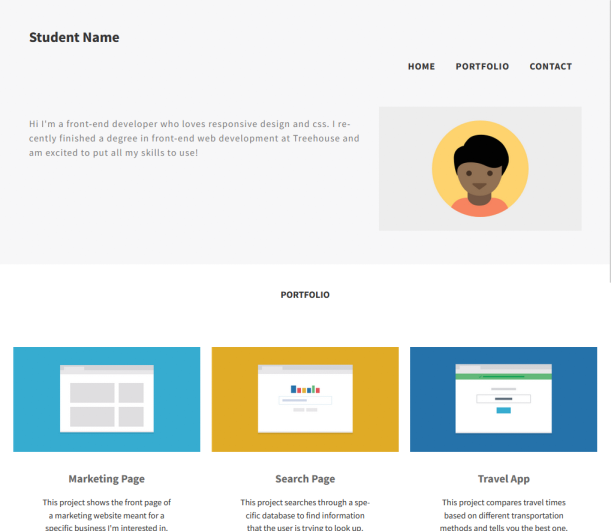 Student Name
HOME PORTFOLIO CONTACT
Hi I'm a front-end developer who loves responsive design and css. I re-
cently finished a degree in front-end web development at Treehouse and
am excited to put all my skills to use!
PORTFOLIO
Marketing Page
This project shows the front page of
a marketing website meant for a
specific business I'm interested in.
Search Page
This project searches through a spe-
cific database to find information
that the user is trying to look up.
Travel App
This project compares travel times
based on different transportation
methods and tells you the best one.